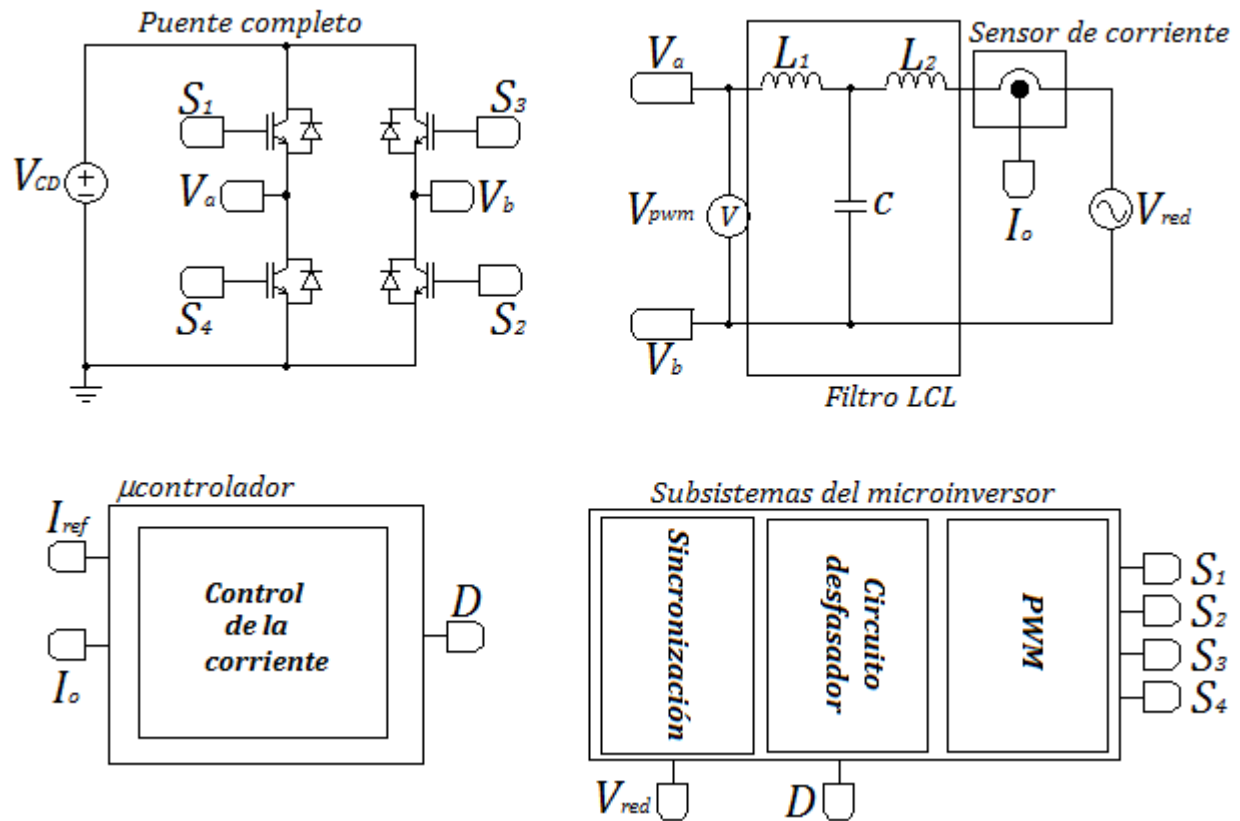 Puente completo
S1
S3
VCD
Va
Vb
S4
S2
Sensor de corriente
Va
L1
L2
Vpwm
V
C
Io
Vred
Vb
Filtro LCL
μcontrolador
Iref
Control
de la
corriente
D
Io
Subsistemas del microinversor
Sincronización
Circuito
desfasador
PWM
S1
S2
S3
S4
Vred
D